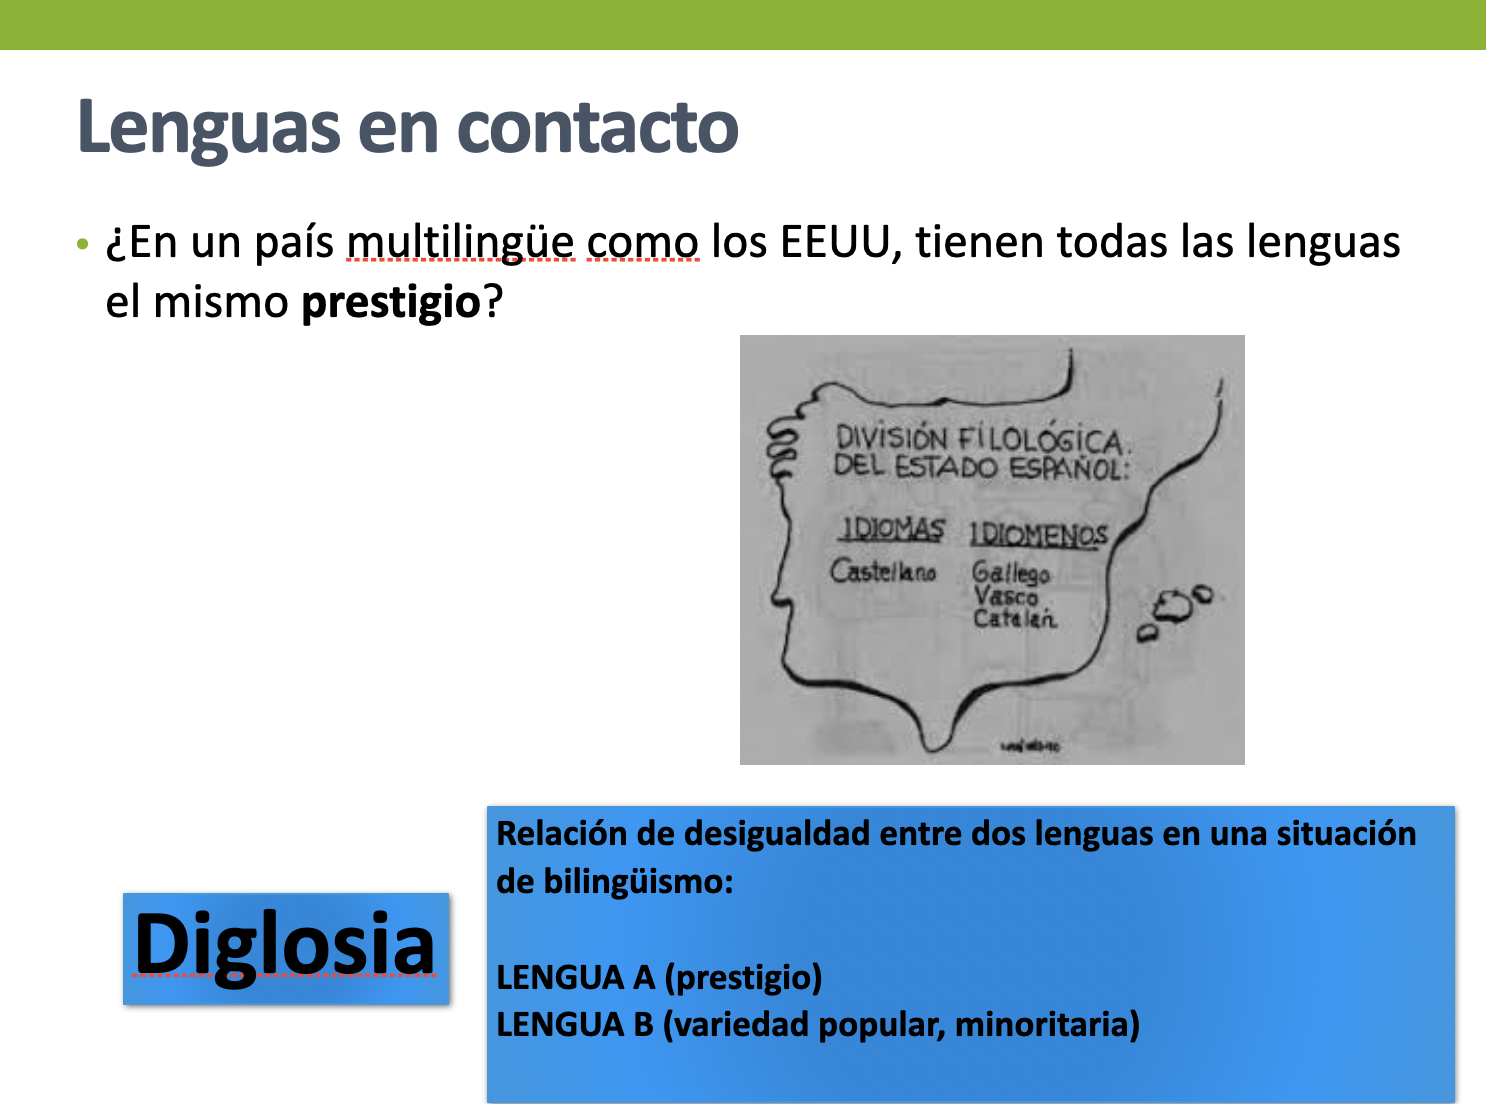 Lenguas en contacto
• ¿En un país multilingüe como los EEUU, tienen todas las lenguas
el mismo prestigio?
DIVISIÓN FILOLÓGICA.
DEL ESTADO ESPAÑOL:
IDIOMAS IDIOMENOS
Castellano Gallego
Vasco
Catalán
Diglosia
Relación de desigualdad entre dos lenguas en una situación
de bilingüismo:
LENGUA A (prestigio)
LENGUA B (variedad popular, minoritaria)